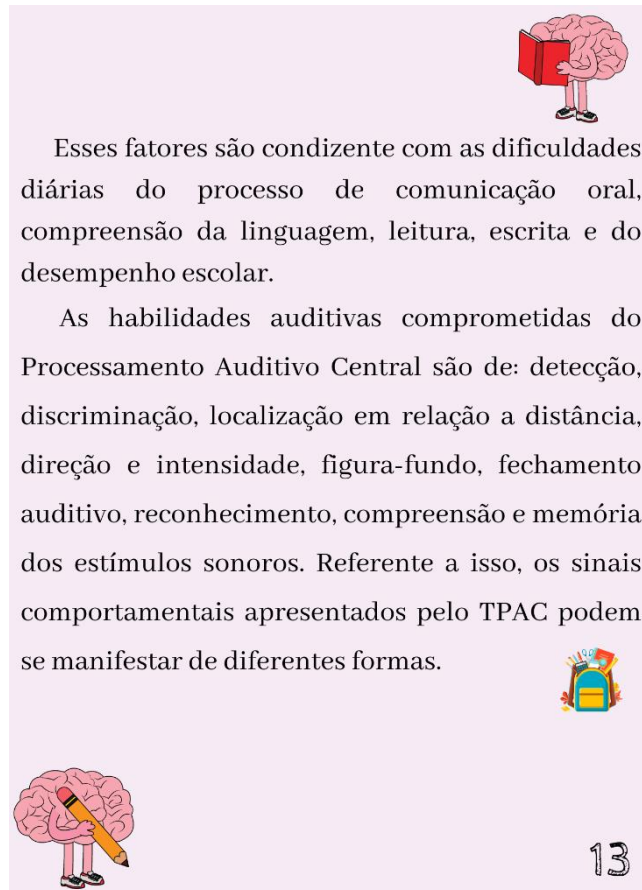 Esses fatores são condizente com as dificuldades
diárias do processo de comunicação oral,
compreensão da linguagem, leitura, escrita e do
desempenho escolar.
As habilidades auditivas comprometidas do
Processamento Auditivo Central são de: detecção,
discriminação, localização em relação a distância,
direção e intensidade, figura-fundo, fechamento
auditivo, reconhecimento, compreensão e memória
dos estímulos sonoros. Referente a isso, os sinais
comportamentais apresentados pelo TPAC podem
se manifestar de diferentes formas.
13